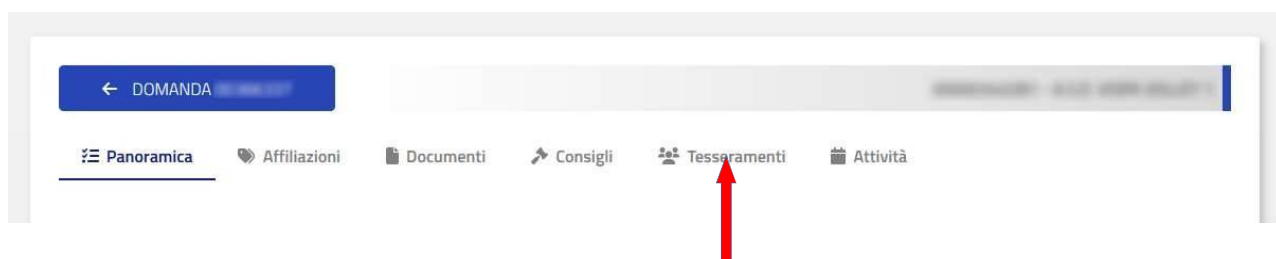 DOMANDA
Panoramica Affiliazioni Documenti Consigli Tesseramenti Attività